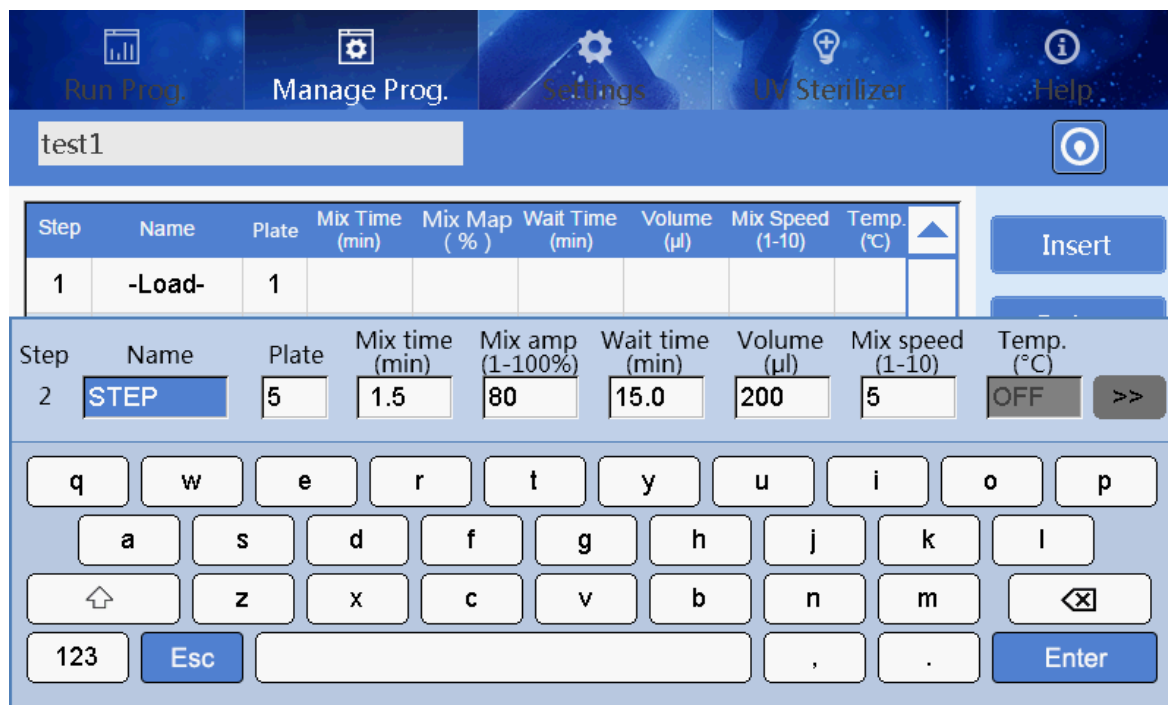 Run Prog. Manage Prog. Settings UV Sterilizer Help
test1
Step Name Plate Mix Time (min) Mix Map ( % ) Wait Time (min) Volume (µl) Mix Speed (1-10) Temp. (℃)
Insert
1 -Load- 1
Step Name Plate Mix time (min) Mix amp (1-100%) Wait time (min) Volume (µl) Mix speed (1-10) Temp. (°C)
2 STEP 5 1.5 80 15.0 200 5 OFF >>
q w e r t y u i o p
a s d f g h j k l
z x c v b n m
123 Esc , . Enter